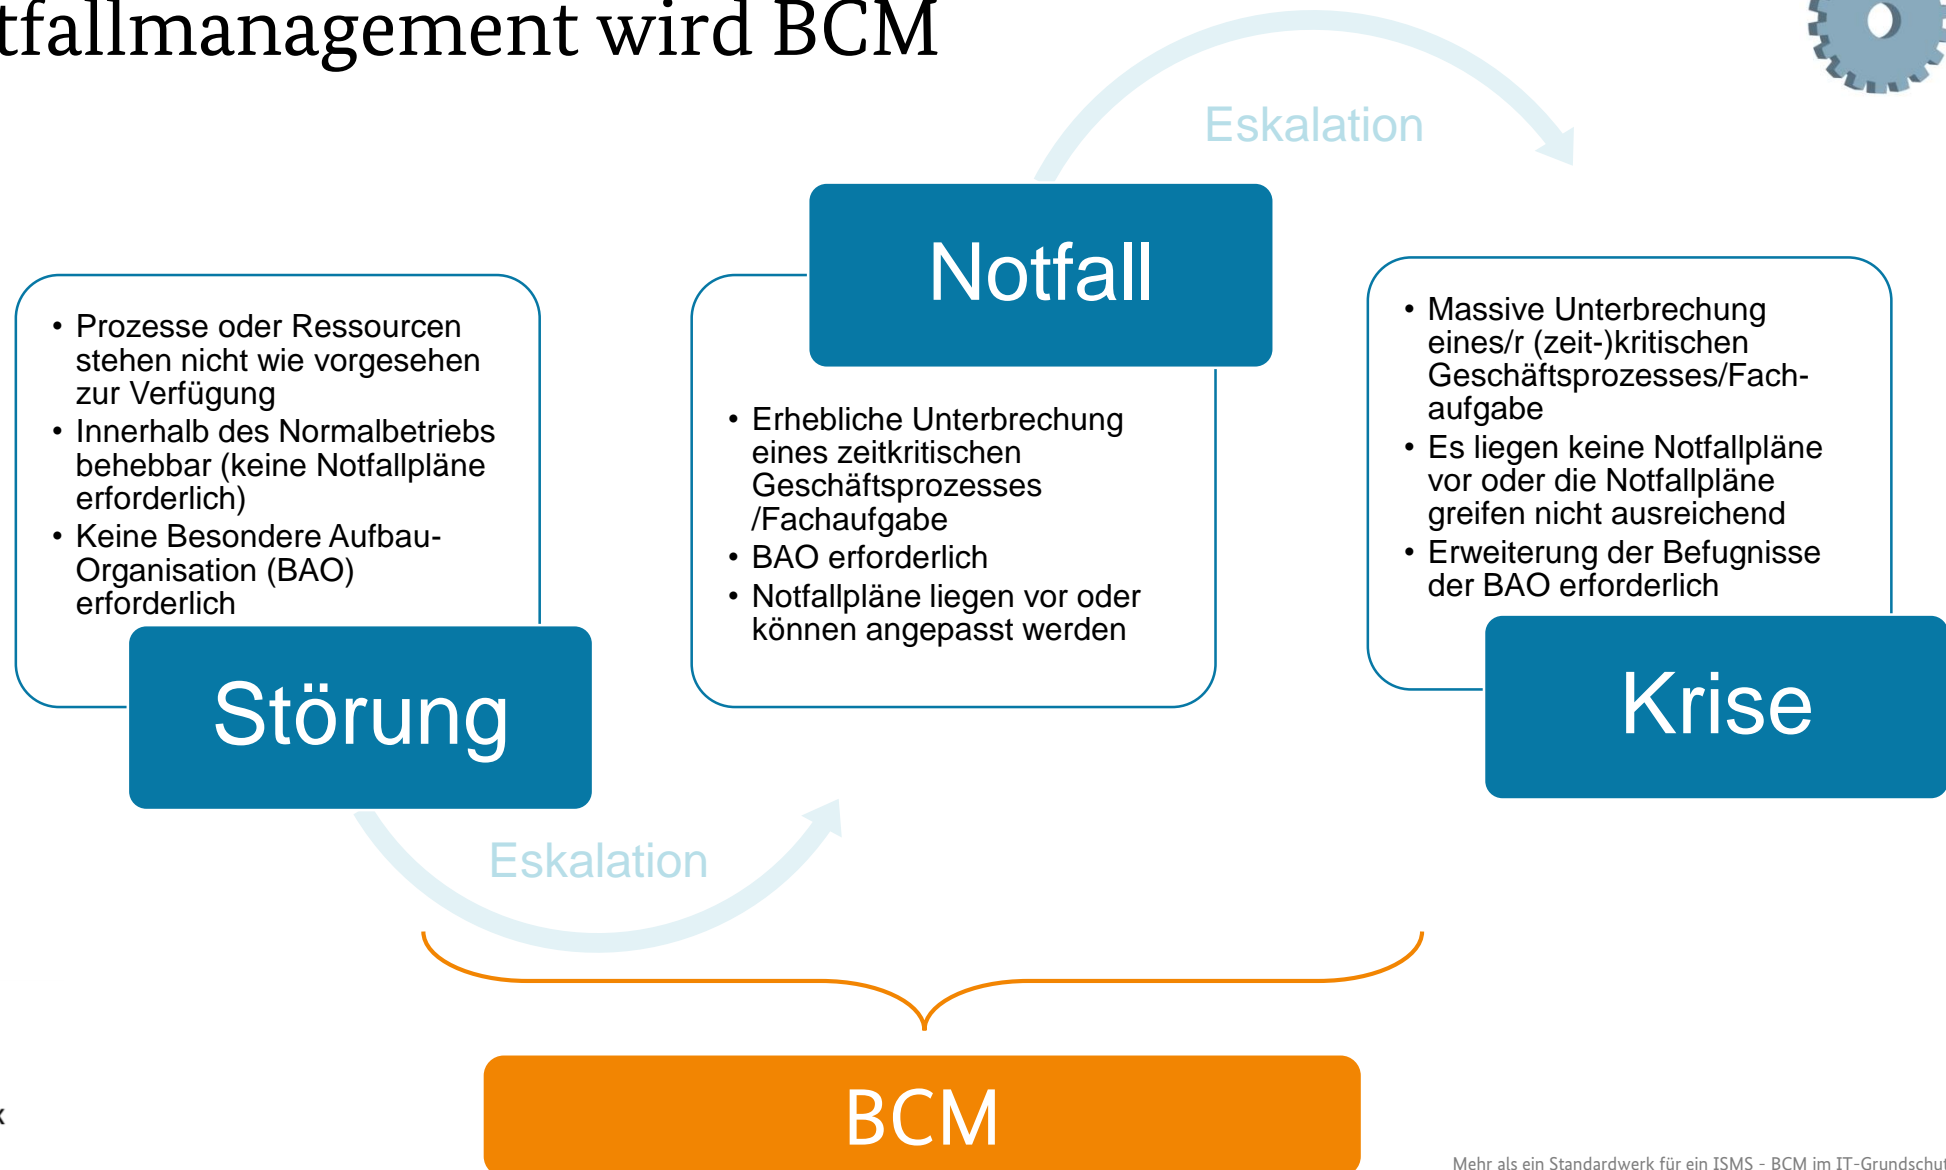 tfallmanagement wird BCM
Eskalation
• Prozesse oder Ressourcen
stehen nicht wie vorgesehen
zur Verfügung
• Innerhalb des Normalbetriebs
behebbar (keine Notfallpläne
erforderlich)
• Keine Besondere Aufbau-
Organisation (BAO)
erforderlich
Störung
Eskalation
Notfall
• Erhebliche Unterbrechung
eines zeitkritischen
Geschäftsprozesses
/Fachaufgabe
• BAO erforderlich
• Notfallpläne liegen vor oder
können angepasst werden
• Massive Unterbrechung
eines/r (zeit-)kritischen
Geschäftsprozesses/Fach-
aufgabe
• Es liegen keine Notfallpläne
vor oder die Notfallpläne
greifen nicht ausreichend
• Erweiterung der Befugnisse
der BAO erforderlich
Krise
BCM
Mehr als ein Standardwerk für ein ISMS - BCM im IT-Grundschut